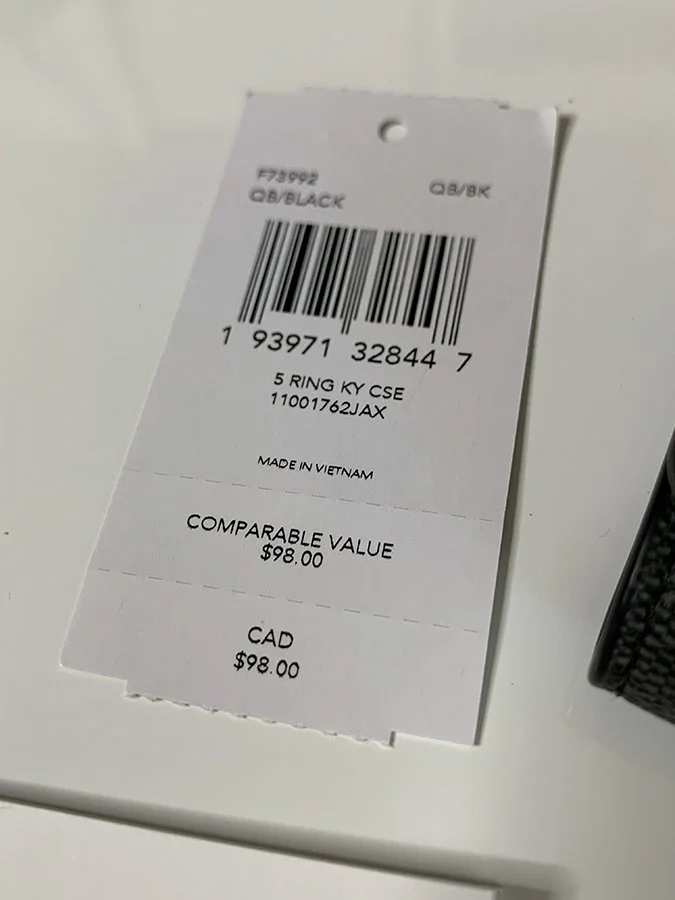 F73992
QB/BLACK
QB/BK
1 93971 32844 7
5 RING KY CSE
11001762JAX
MADE IN VIETNAM
COMPARABLE VALUE
$98.00
CAD
$98.00